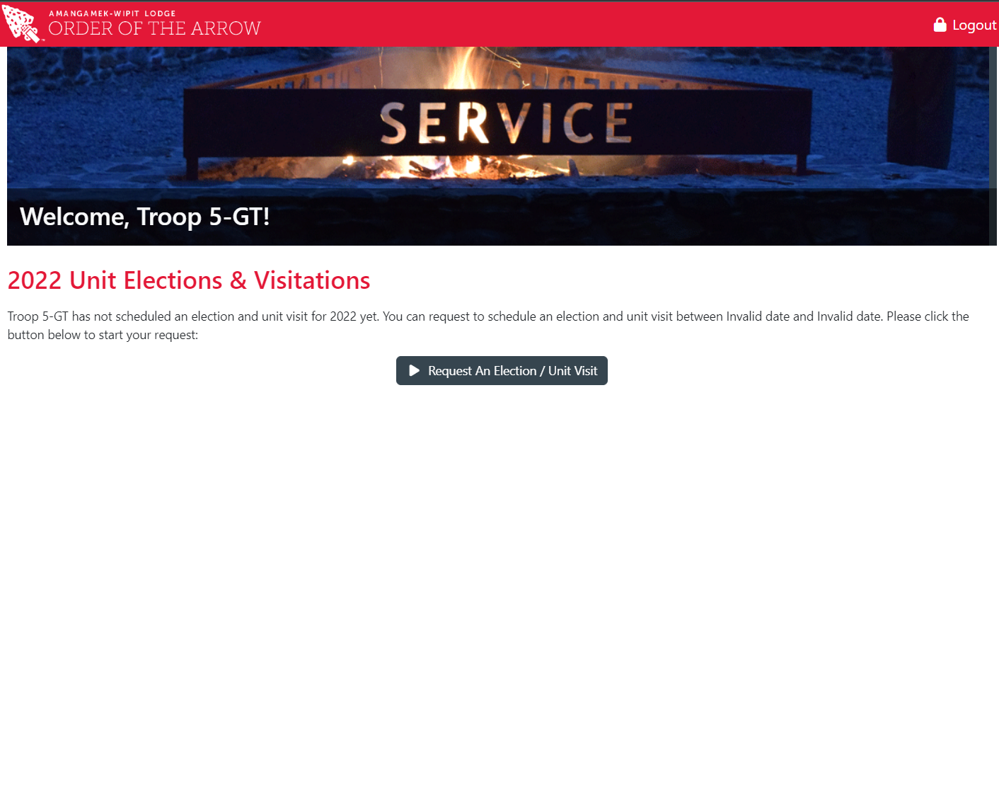 AMANGAMEK-WIPIT LODGE
ORDER OF THE ARROW
™
Logout
SERVICE
Welcome, Troop 5-GT!
2022 Unit Elections & Visitations
Troop 5-GT has not scheduled an election and unit visit for 2022 yet. You can request to schedule an election and unit visit between Invalid date and Invalid date. Please click the
button below to start your request:
Request An Election / Unit Visit